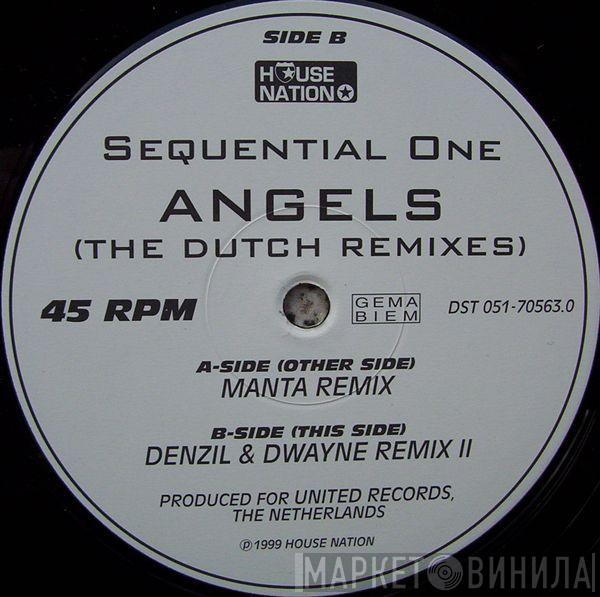 SIDE B
HOUSE
NATION
SEQUENTIAL ONE
ANGELS
(THE DUTCH REMIXES)
45 RPM
GEMA
BIEM
DST 051-70563.0
A-SIDE (OTHER SIDE)
MANTA REMIX
B-SIDE (THIS SIDE)
DENZIL & DWAYNE REMIX II
PRODUCED FOR UNITED RECORDS,
THE NETHERLANDS
℗ 1999 HOUSE NATION
МАРКЕТ ВИНИЛА